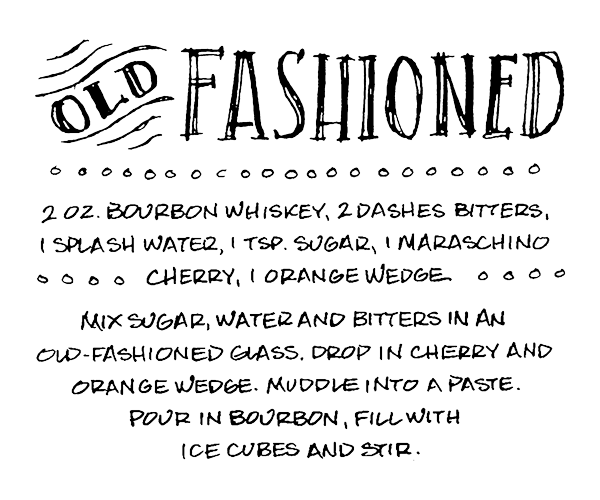 OLD FASHIONED
2 OZ. BOURBON WHISKEY, 2 DASHES BITTERS,
1 SPLASH WATER, 1 TSP. SUGAR, 1 MARASCHINO
CHERRY, 1 ORANGE WEDGE
MIX SUGAR, WATER AND BITTERS IN AN
OLD-FASHIONED GLASS. DROP IN CHERRY AND
ORANGE WEDGE. MUDDLE INTO A PASTE.
POUR IN BOURBON, FILL WITH
ICE CUBES AND STIR.